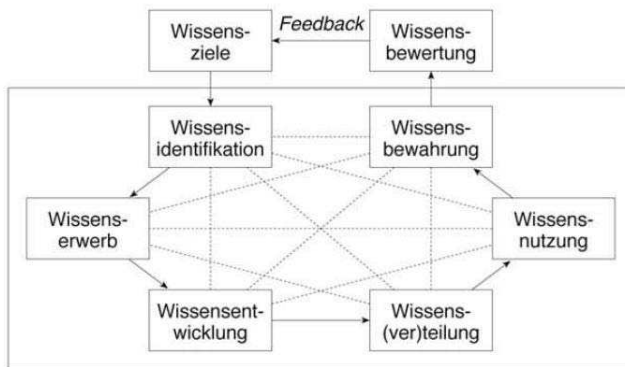 Wissens-
ziele
Feedback
Wissens-
bewertung
Wissens-
identifikation
Wissens-
bewahrung
Wissens-
erwerb
Wissens-
nutzung
Wissensent-
wicklung
Wissens-
(ver)teilung